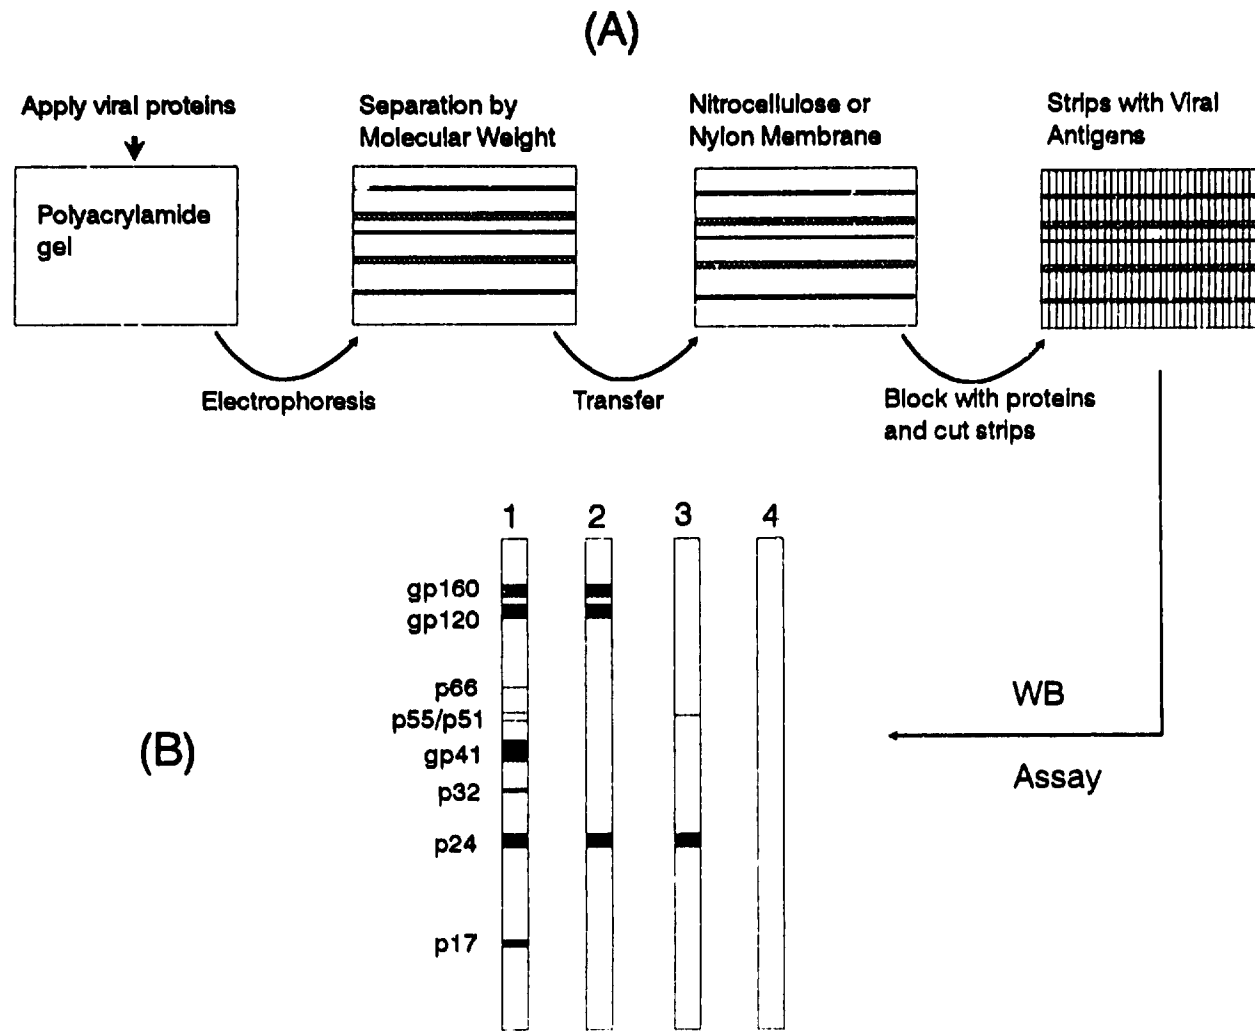 (A)
Apply viral proteins
Polyacrylamide
gel
Separation by
Molecular Weight
Nitrocellulose or
Nylon Membrane
Strips with Viral
Antigens
Electrophoresis
Transfer
Block with proteins
and cut strips
1 2 3 4
gp160
gp120
p66
p55/p51
gp41
p32
p24
p17
(B)
WB
Assay